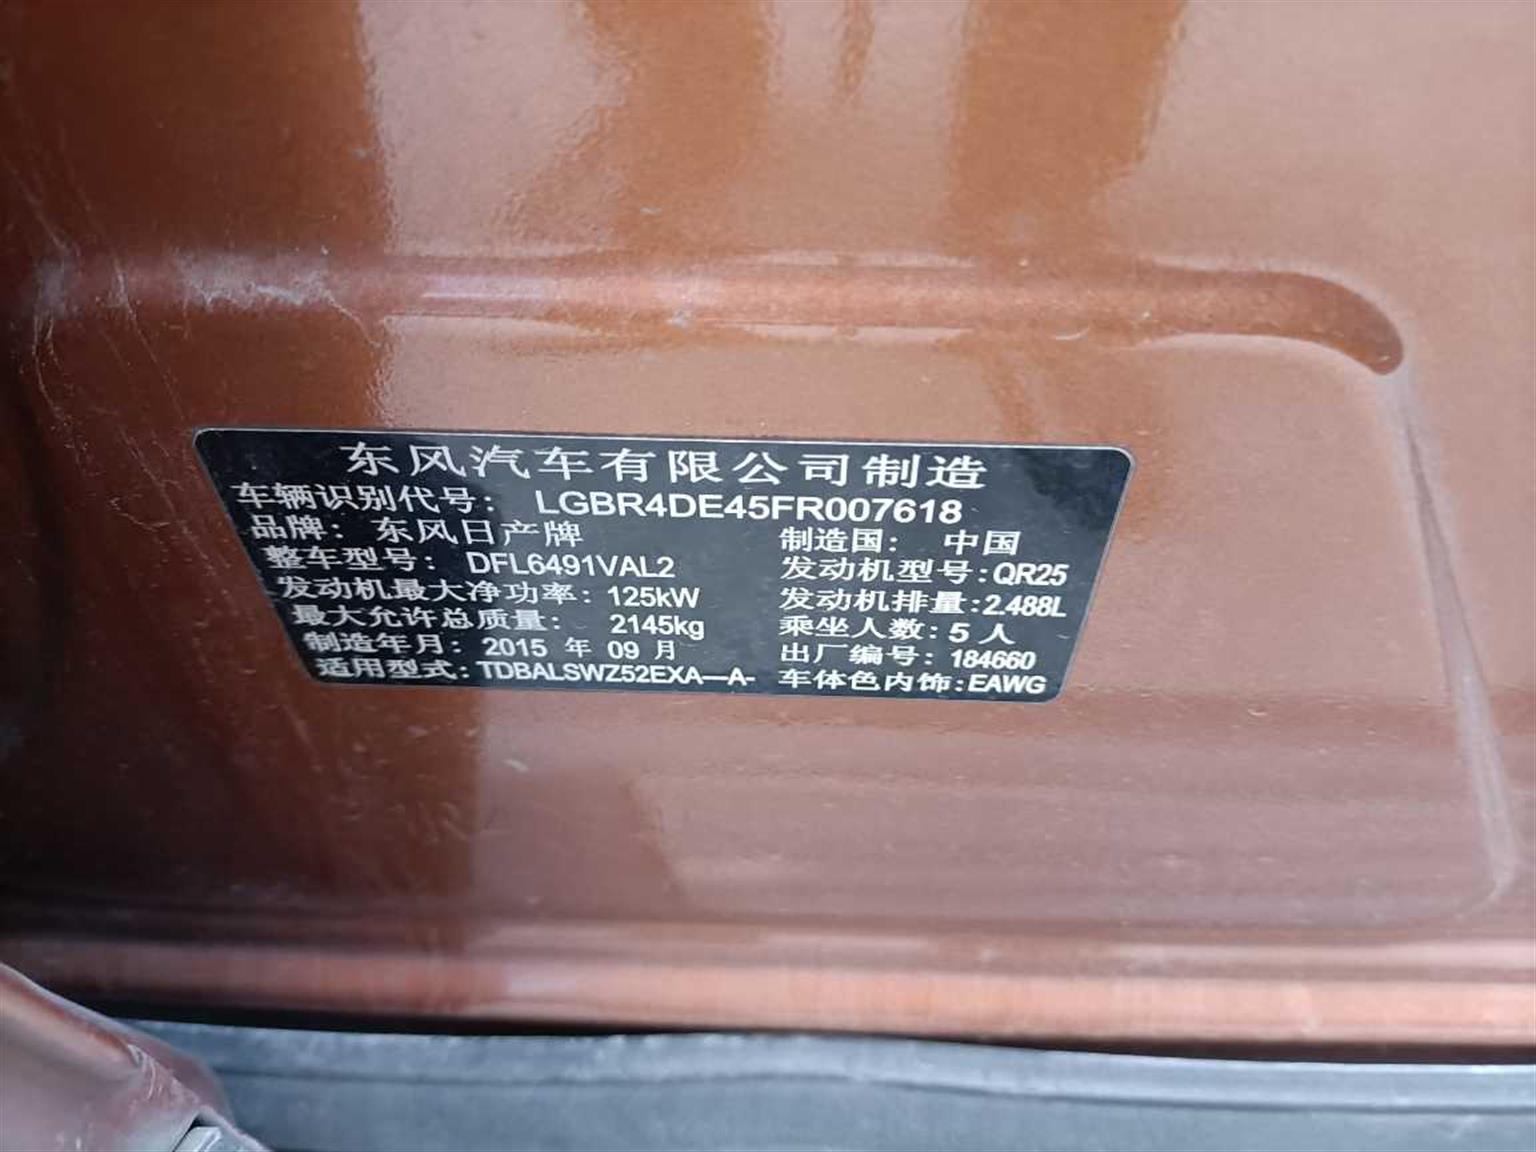 东风汽车有限公司制造
车辆识别代号: LGBR4DE45FR007618
品牌: 东风日产牌 制造国: 中国
整车型号: DFL6491VAL2 发动机型号:QR25
发动机最大净功率: 125kW 发动机排量:2.488L
最大允许总质量: 2145kg 乘坐人数: 5 人
制造年月: 2015 年 09 月 出厂编号: 184660
适用型式: TDBALSWZ52EXA—A- 车体色内饰:EAWG